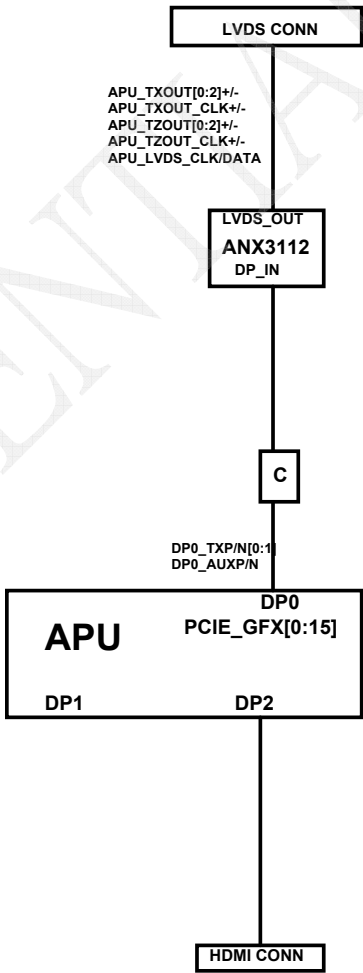 LVDS CONN
APU_TXOUT[0:2]+/-
APU_TXOUT_CLK+/-
APU_TZOUT[0:2]+/-
APU_TZOUT_CLK+/-
APU_LVDS_CLK/DATA
LVDS_OUT
ANX3112
DP_IN
C
DP0_TXP/N[0:1]
DP0_AUXP/N
DP0
APU PCIE_GFX[0:15]
DP1 DP2
HDMI CONN